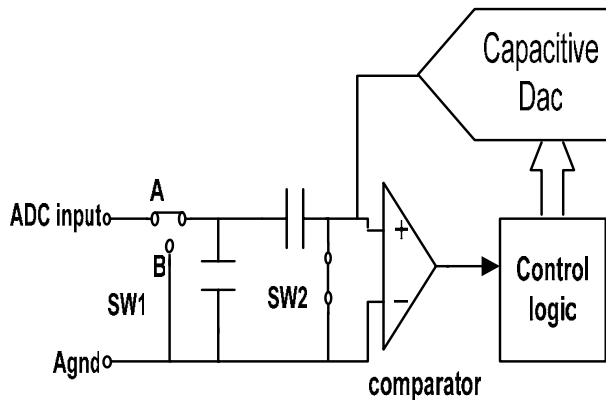 Capacitive
Dac
A
ADC input
+
B
SW1
SW2
−
Control
logic
Agnd
comparator